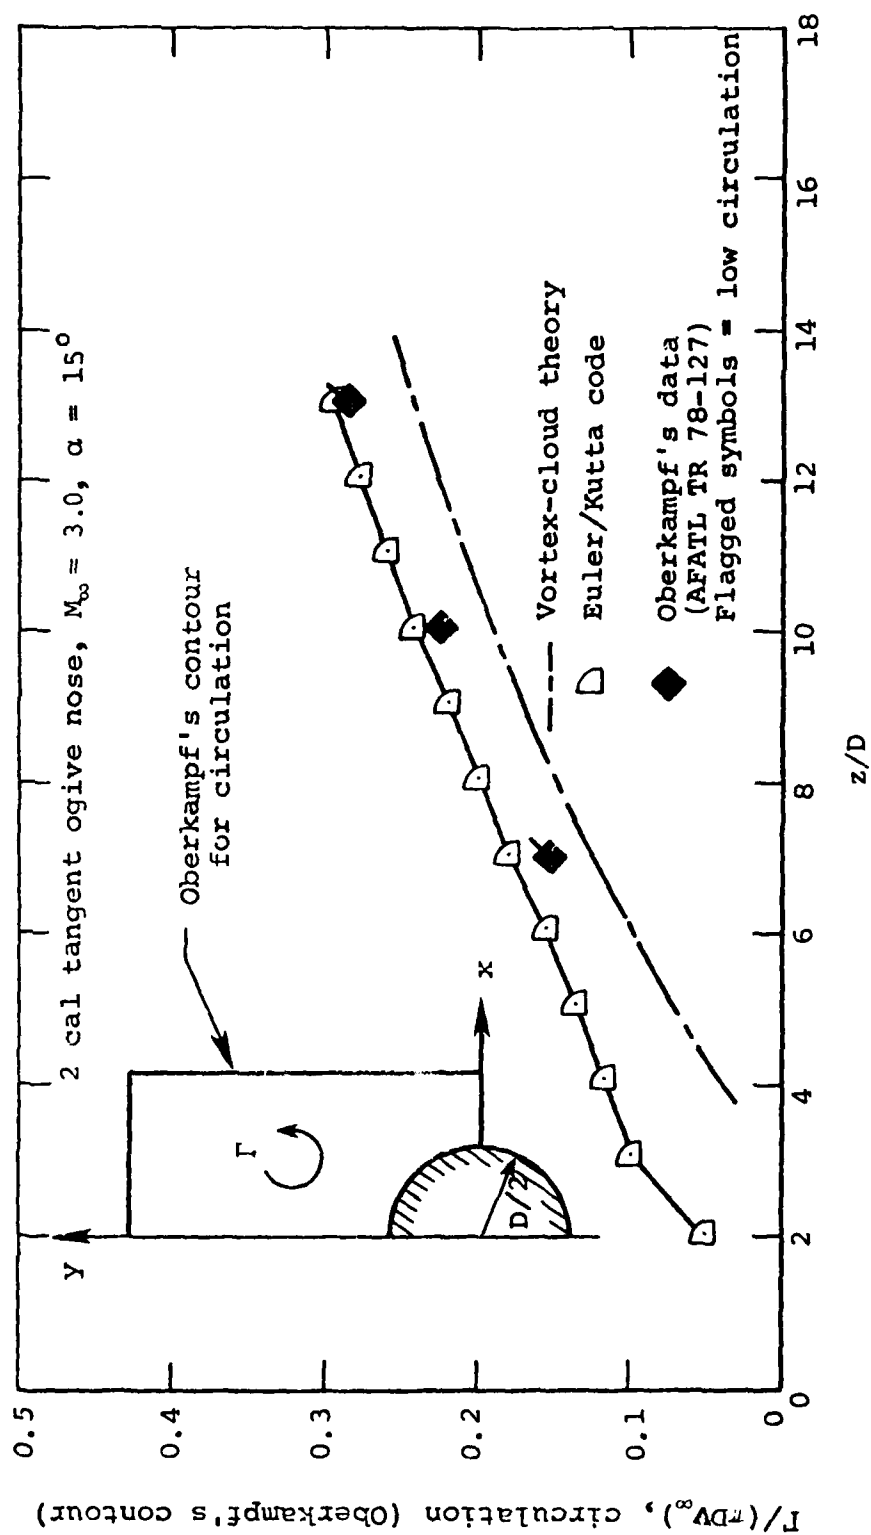 2 cal tangent ogive nose, M∞ = 3.0, α = 15°
Oberkampf's contour
for circulation
y
Γ
x
D/2
Vortex-cloud theory
Euler/Kutta code
Oberkampf's data
(AFATL TR 78-127)
Flagged symbols = low circulation
0.5
0.4
0.3
0.2
0.1
0
0
2
4
6
8
10
12
14
16
18
z/D
Γ/(πDV∞), circulation (Oberkampf's contour)